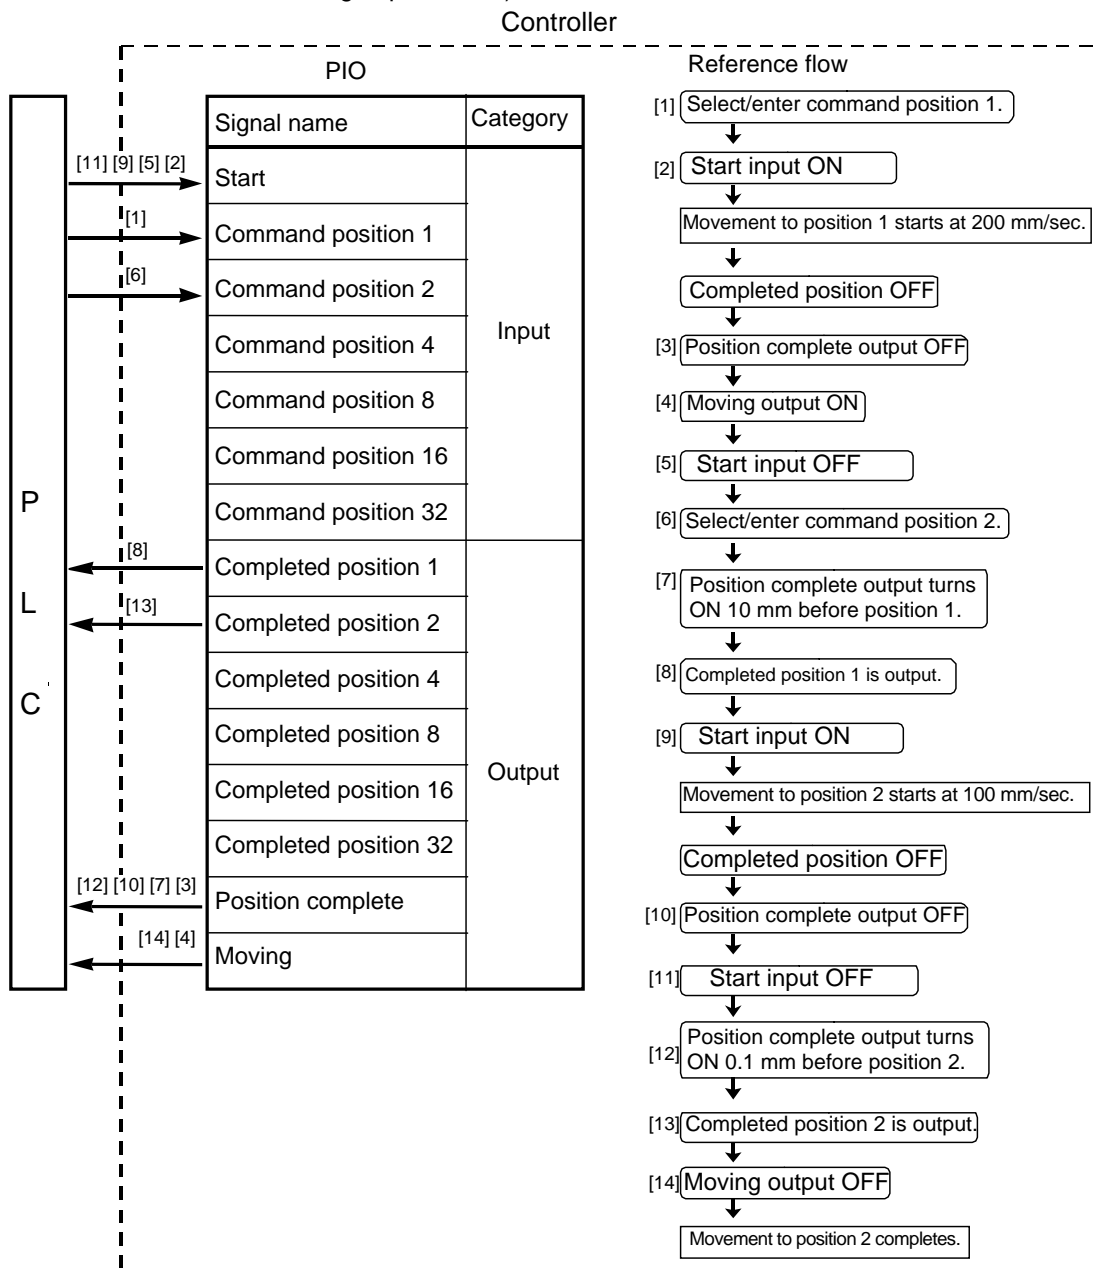 Controller
PIO
Signal name
Category
[11] [9] [5] [2]
Start
[1]
Command position 1
[6]
Command position 2
Command position 4
Command position 8
Command position 16
Command position 32
Input
[8]
Completed position 1
[13]
Completed position 2
Completed position 4
Completed position 8
Completed position 16
Completed position 32
[12] [10] [7] [3]
Position complete
[14] [4]
Moving
Output
P
L
C
Reference flow
[1] Select/enter command position 1.
[2] Start input ON
Movement to position 1 starts at 200 mm/sec.
Completed position OFF
[3] Position complete output OFF
[4] Moving output ON
[5] Start input OFF
[6] Select/enter command position 2.
[7] Position complete output turns
ON 10 mm before position 1.
[8] Completed position 1 is output.
[9] Start input ON
Movement to position 2 starts at 100 mm/sec.
Completed position OFF
[10] Position complete output OFF
[11] Start input OFF
[12] Position complete output turns
ON 0.1 mm before position 2.
[13] Completed position 2 is output.
[14] Moving output OFF
Movement to position 2 completes.